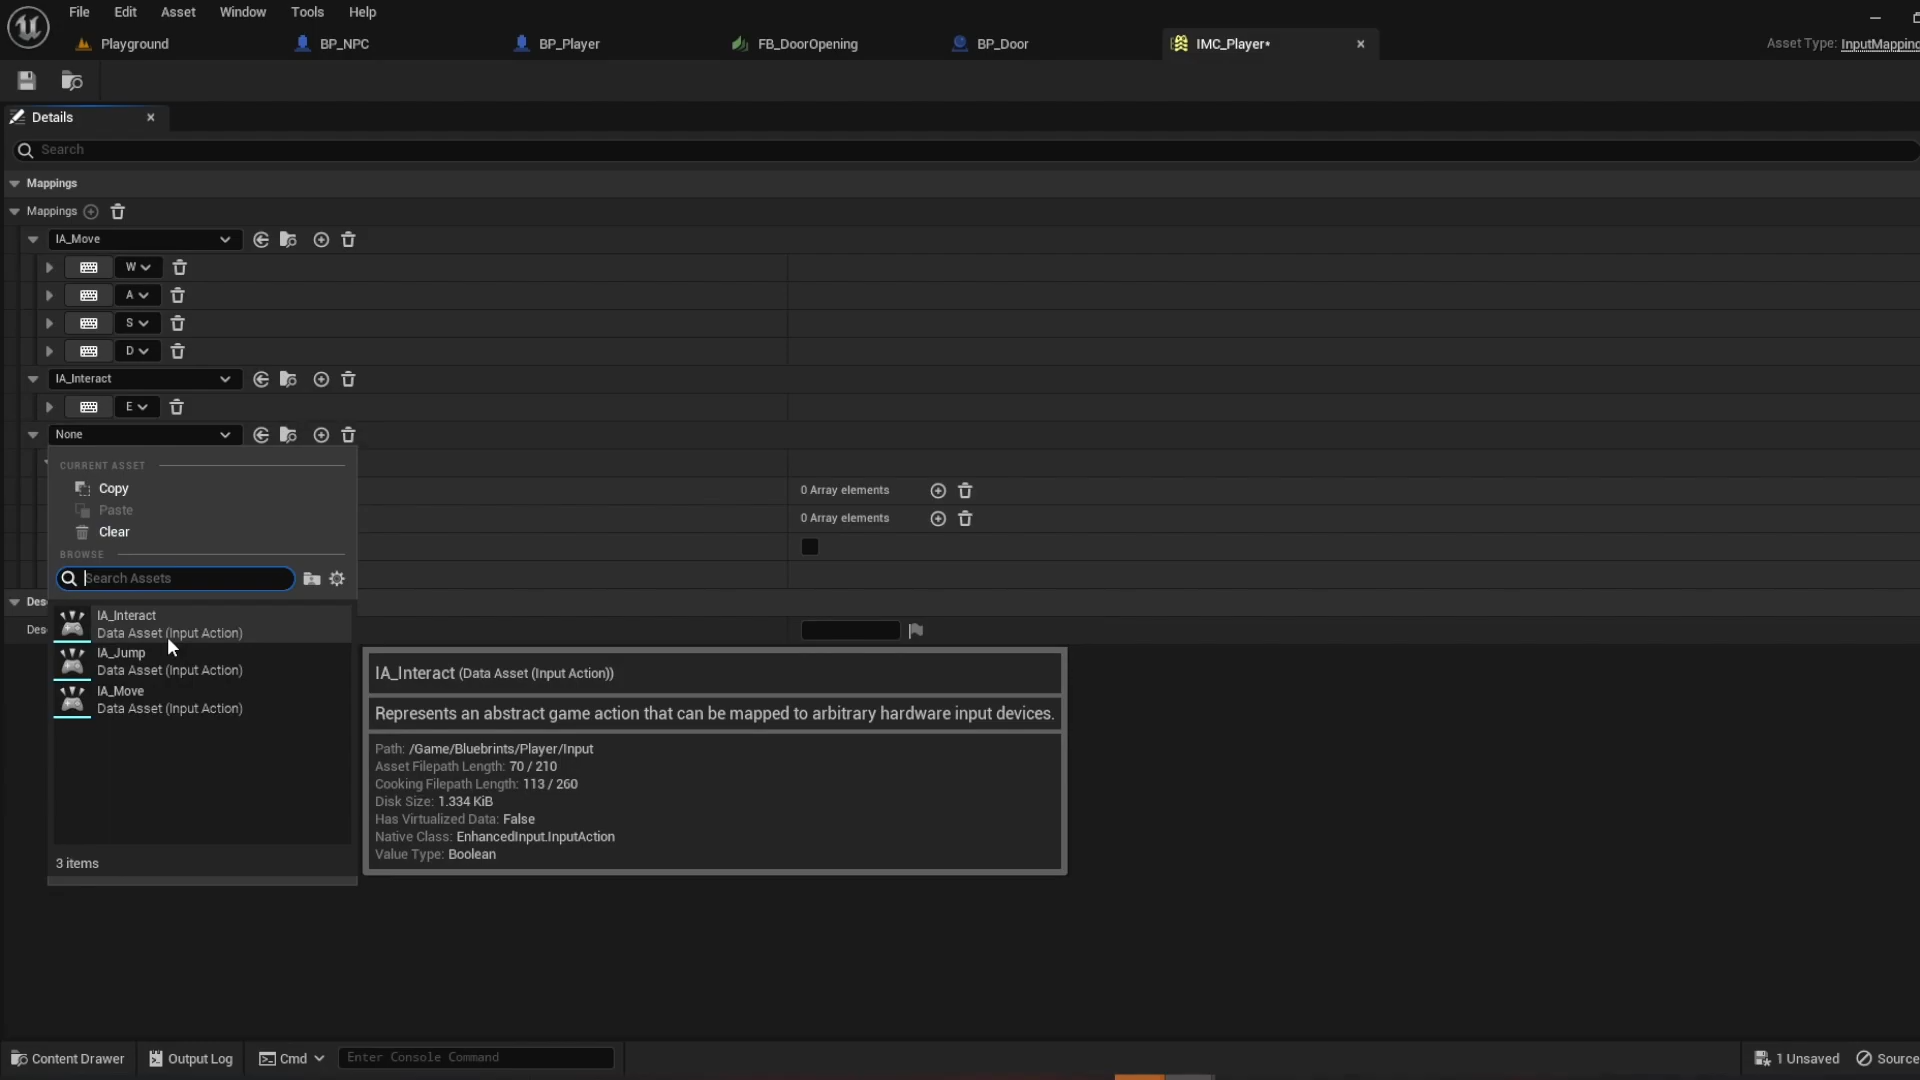 File Edit Asset Window Tools Help
Playground BP_NPC BP_Player FB_DoorOpening BP_Door IMC_Player* Asset Type: InputMapping
Details
Search
Mappings
Mappings
IA_Move
W
A
S
D
IA_Interact
E
None
CURRENT ASSET
Copy
0 Array elements
Paste
0 Array elements
Clear
BROWSE
Search Assets
Des
IA_Interact
Data Asset (Input Action)
Des
IA_Jump
Data Asset (Input Action)
IA_Move
Data Asset (Input Action)
3 items
IA_Interact (Data Asset (Input Action))
Represents an abstract game action that can be mapped to arbitrary hardware input devices.
Path: /Game/Bluebrints/Player/Input
Asset Filepath Length: 70 / 210
Cooking Filepath Length: 113 / 260
Disk Size: 1.334 KiB
Has Virtualized Data: False
Native Class: EnhancedInput.InputAction
Value Type: Boolean
Content Drawer Output Log Cmd Enter Console Command 1 Unsaved Source